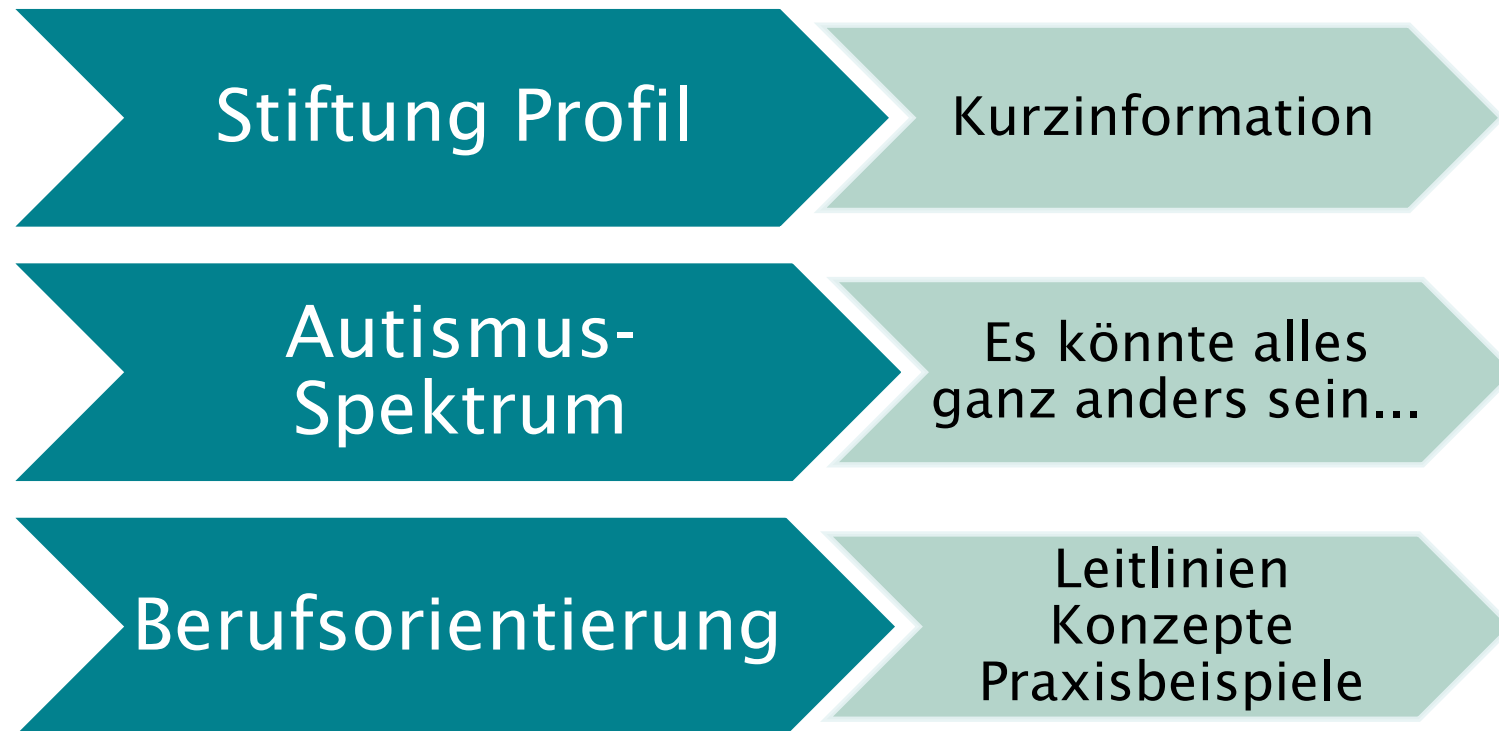 Stiftung Profil
Kurzinformation
Autismus-
Spektrum
Es könnte alles
ganz anders sein...
Berufsorientierung
Leitlinien
Konzepte
Praxisbeispiele